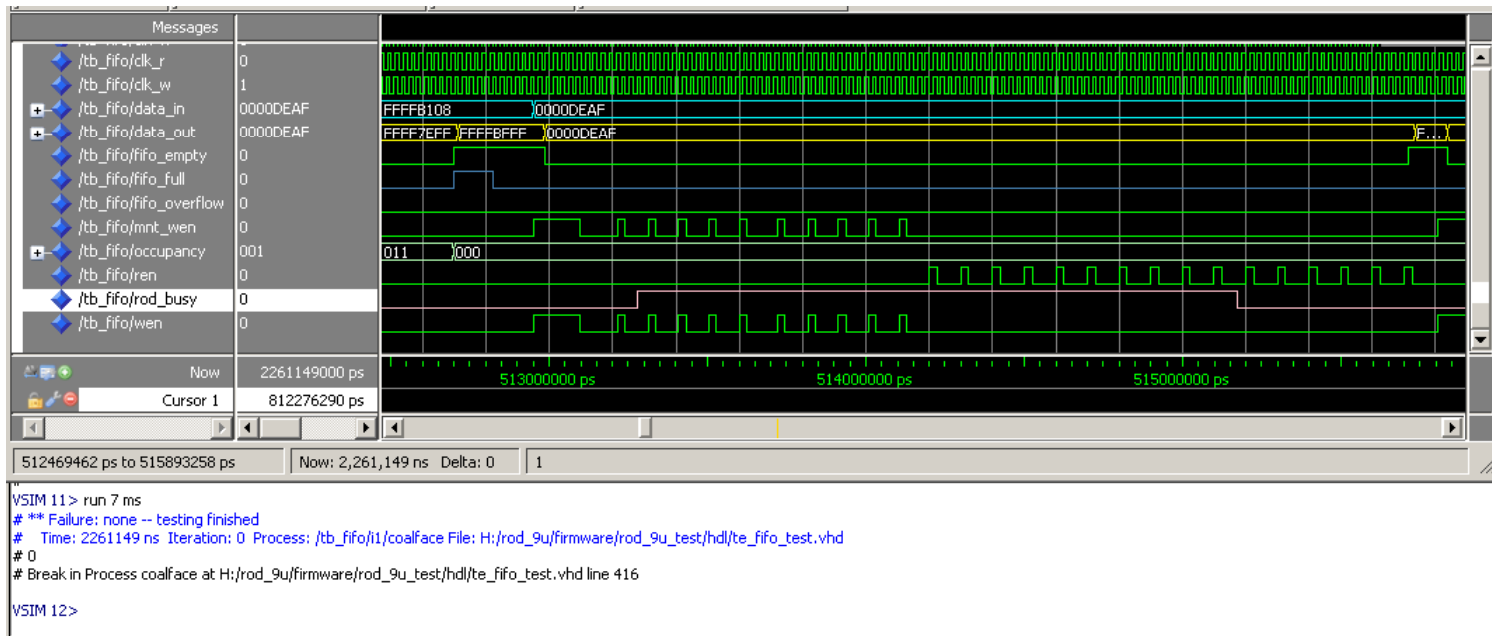 Messages
/tb_fifo/clk_r 0
/tb_fifo/clk_w 1
/tb_fifo/data_in 0000DEAF FFFFB108 0000DEAF
/tb_fifo/data_out 0000DEAF FFFF7EFF FFFFBFFF 0000DEAF F...
/tb_fifo/fifo_empty 0
/tb_fifo/fifo_full 0
/tb_fifo/fifo_overflow 0
/tb_fifo/mnt_wen 0
/tb_fifo/occupancy 001 011 000
/tb_fifo/ren 0
/tb_fifo/rod_busy 0
/tb_fifo/wen 0
Now 2261149000 ps 513000000 ps 514000000 ps 515000000 ps
Cursor 1 812276290 ps
512469462 ps to 515893258 ps Now: 2,261,149 ns Delta: 0 1
VSIM 11> run 7 ms
# ** Failure: none -- testing finished
# Time: 2261149 ns Iteration: 0 Process: /tb_fifo/i1/coalface File: H:/rod_9u/firmware/rod_9u_test/hdl/te_fifo_test.vhd
# 0
# Break in Process coalface at H:/rod_9u/firmware/rod_9u_test/hdl/te_fifo_test.vhd line 416
VSIM 12>